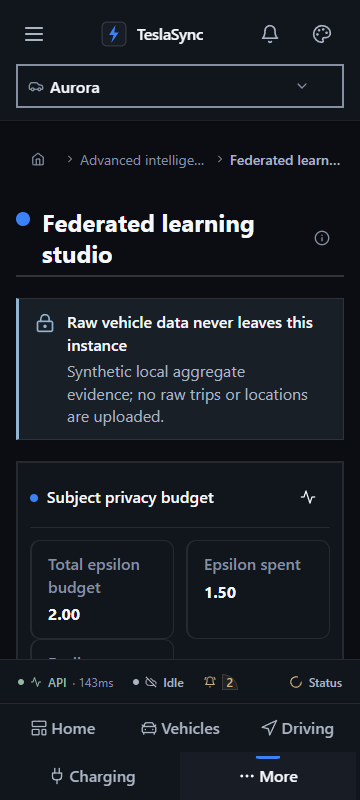 TeslaSync
Aurora
Advanced intellige... Federated learn...
Federated learning
studio
Raw vehicle data never leaves this
instance
Synthetic local aggregate
evidence; no raw trips or locations
are uploaded.
Subject privacy budget
Total epsilon
budget
2.00
Epsilon spent
1.50
API · 143ms Idle 2 Status
Home Vehicles Driving
Charging More